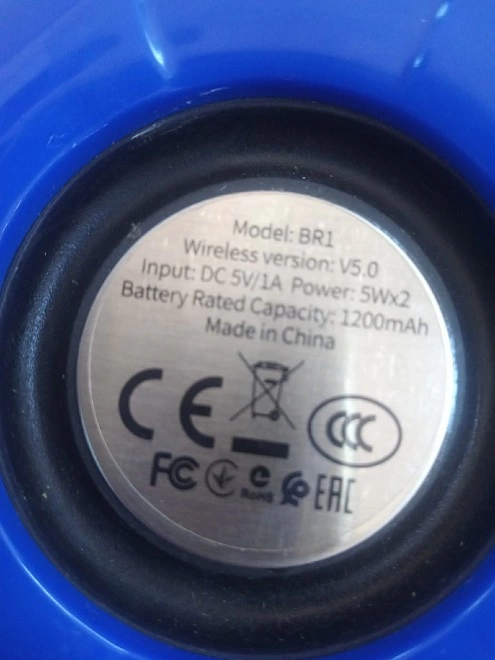 Model: BR1
Wireless version: V5.0
Input: DC 5V/1A Power: 5Wx2
Battery Rated Capacity: 1200mAh
Made in China
CE
CCC
FC RoHS EAC